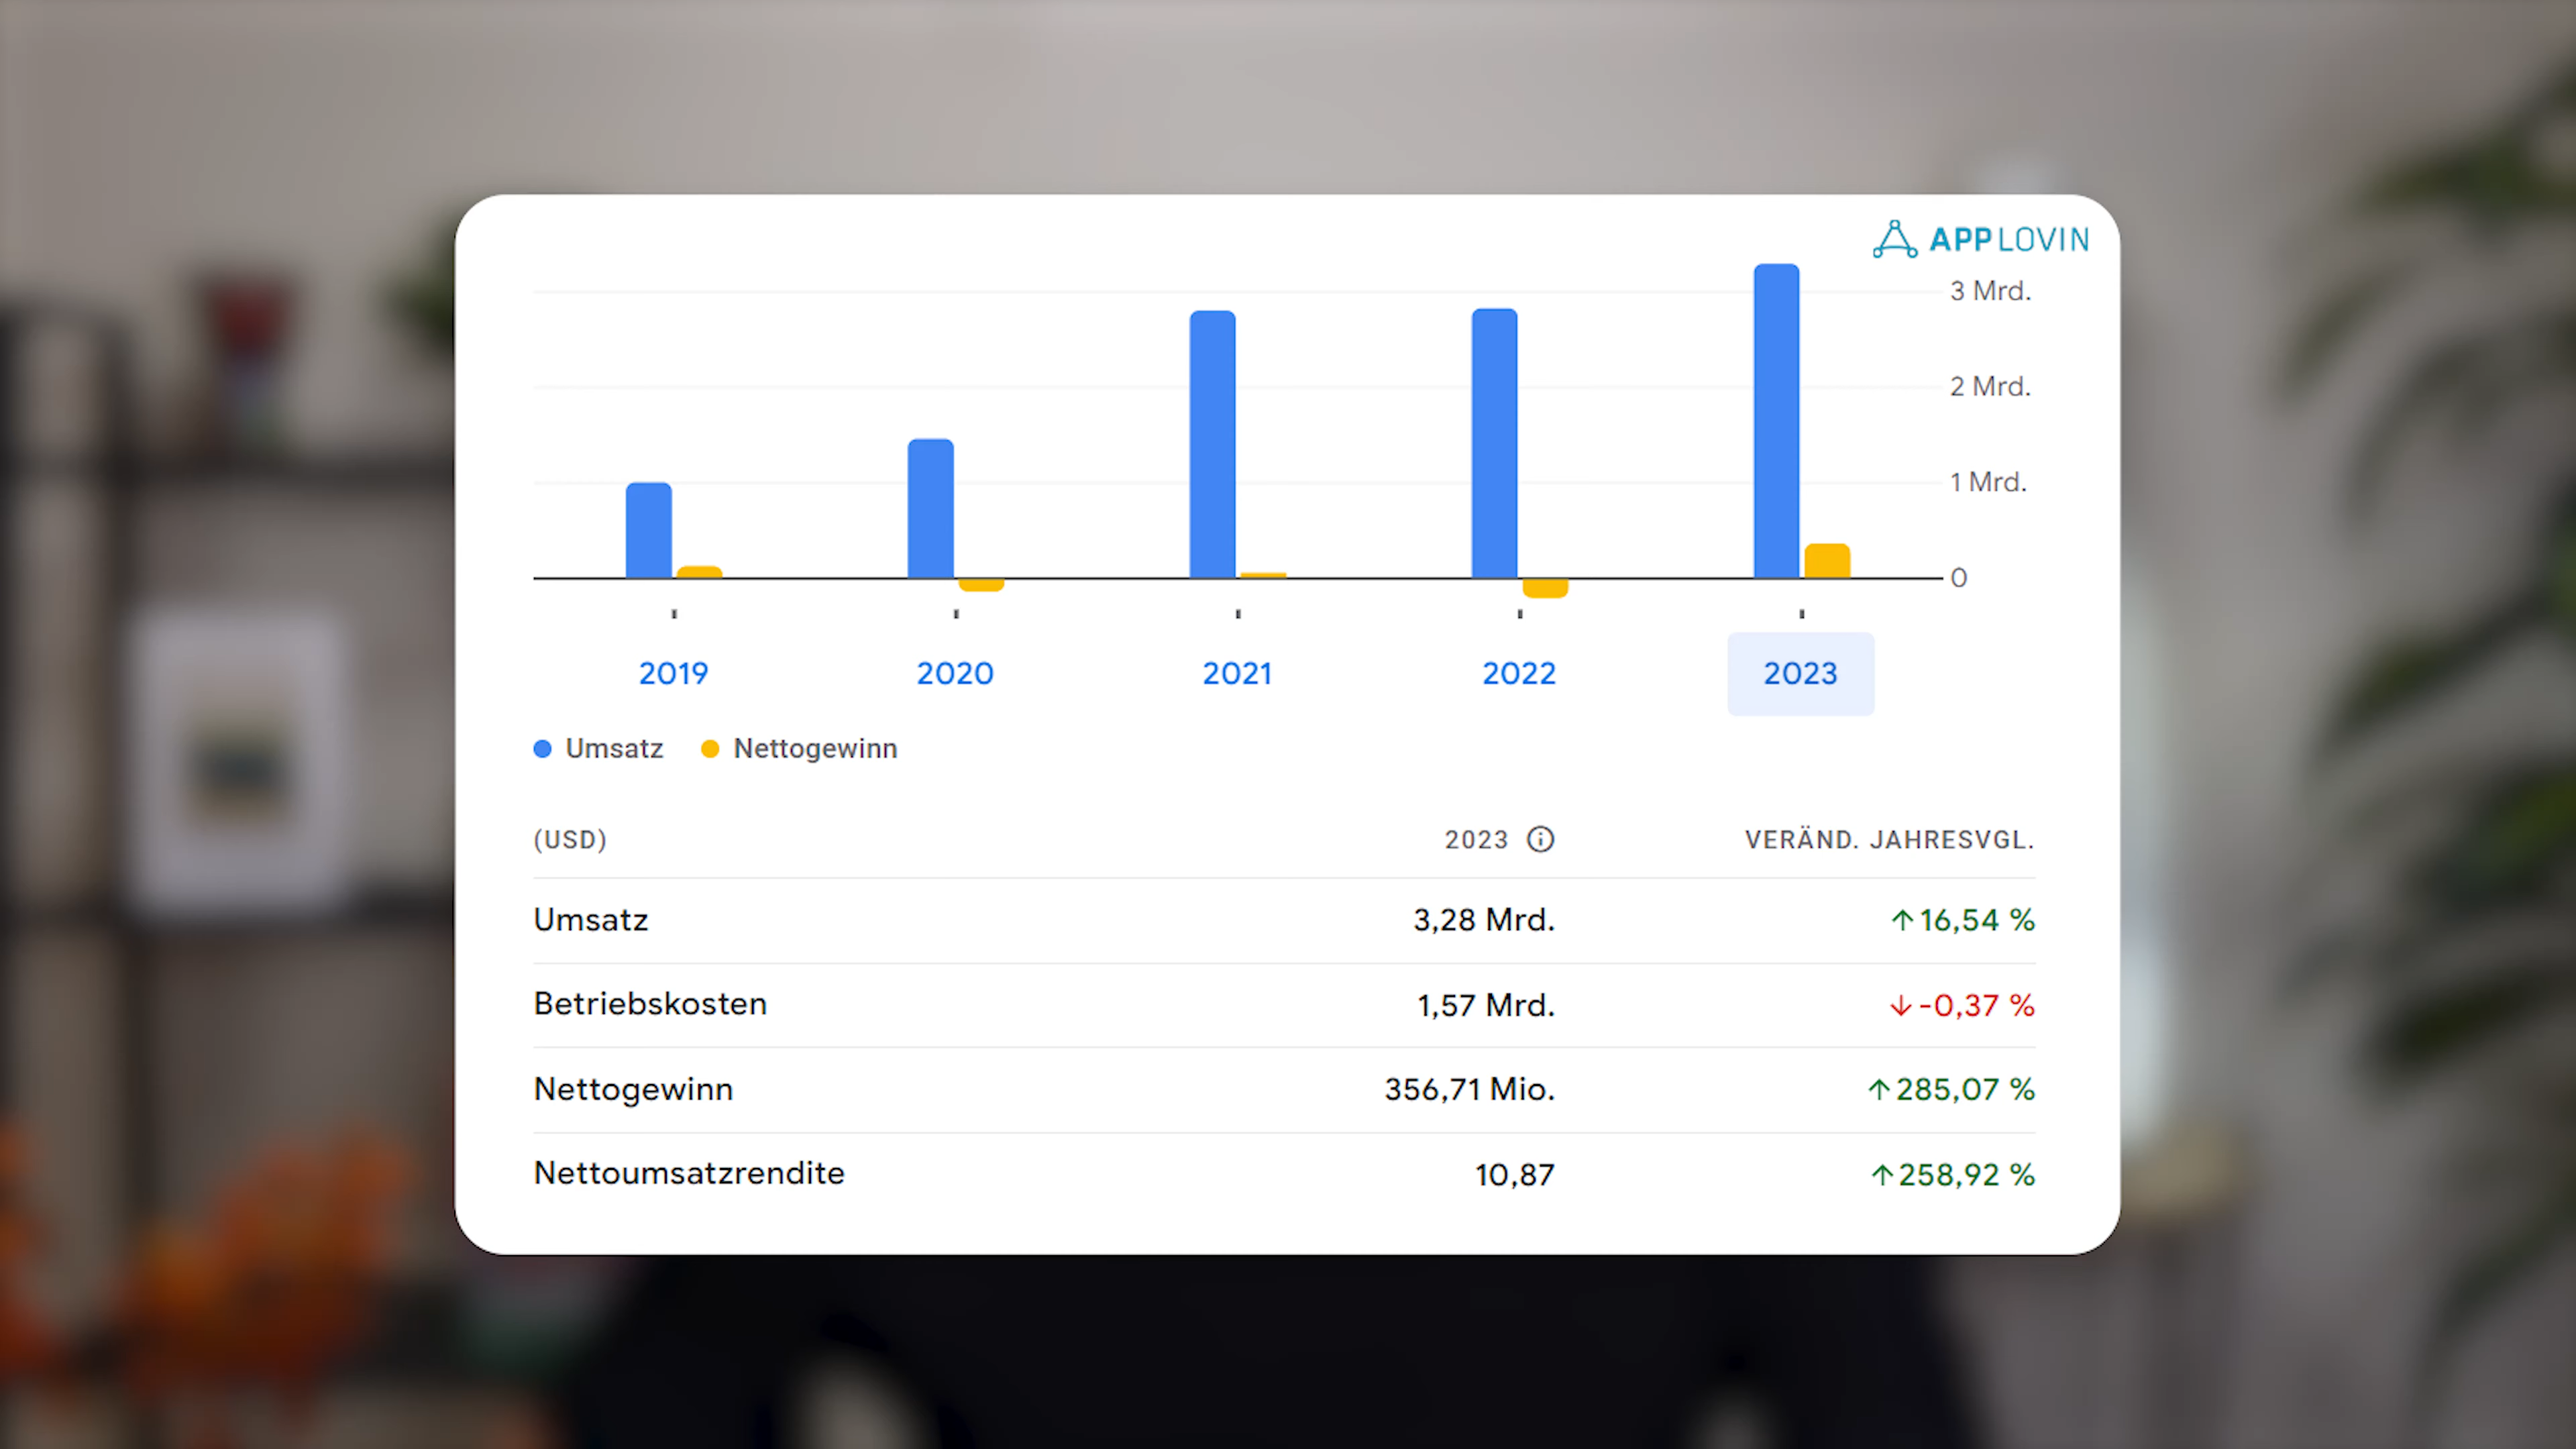 APPLOVIN
3 Mrd.
2 Mrd.
1 Mrd.
0
2019 2020 2021 2022 2023
Umsatz Nettogewinn
(USD) 2023 VERÄND. JAHRESVGL.
Umsatz 3,28 Mrd. ↑16,54 %
Betriebskosten 1,57 Mrd. ↓-0,37 %
Nettogewinn 356,71 Mio. ↑285,07 %
Nettoumsatzrendite 10,87 ↑258,92 %